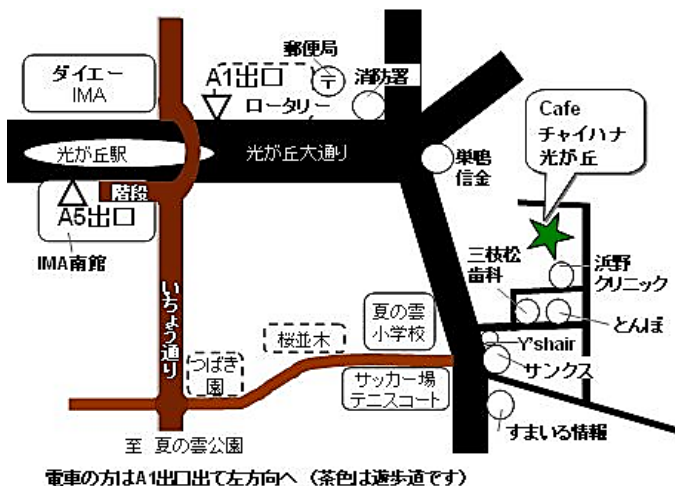 ダイエー
IMA
A1出口
郵便局
〒
消防署
ロータリー
Cafe
チャイハナ
光が丘
光が丘駅
光が丘大通り
巣鴨
信金
階段
A5出口
IMA南館
いちょう通り
三枝松
歯科
浜野
クリニック
とんぼ
夏の雲
小学校
桜並木
つばき
園
Y'shair
サンクス
サッカー場
テニスコート
すまいる情報
至 夏の雲公園
電車の方はA1出口出て左方向へ（茶色は遊歩道です）